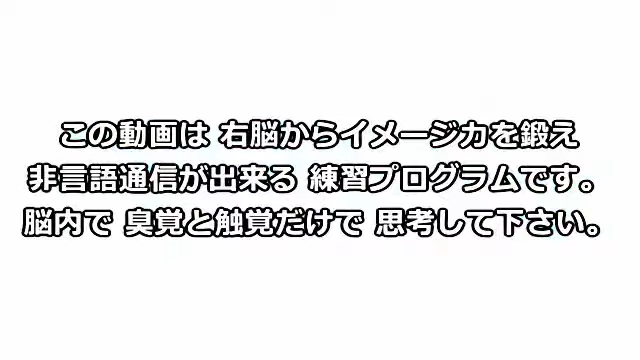 この動画は 右脳からイメージ力を鍛え
非言語通信が出来る 練習プログラムです。
脳内で 臭覚と触覚だけで 思考して下さい。